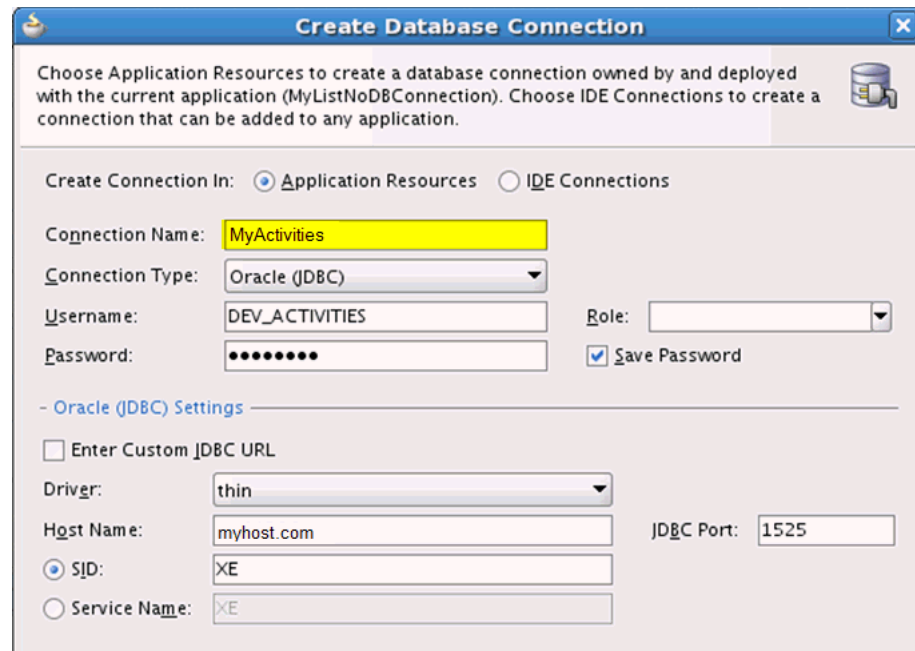 Create Database Connection
Choose Application Resources to create a database connection owned by and deployed
with the current application (MyListNoDBConnection). Choose IDE Connections to create a
connection that can be added to any application.
Create Connection In: Application Resources IDE Connections
Connection Name: MyActivities
Connection Type: Oracle (JDBC)
Username: DEV_ACTIVITIES Role:
Password: •••••••• Save Password
- Oracle (JDBC) Settings
Enter Custom JDBC URL
Driver: thin
Host Name: myhost.com JDBC Port: 1525
SID: XE
Service Name: XE